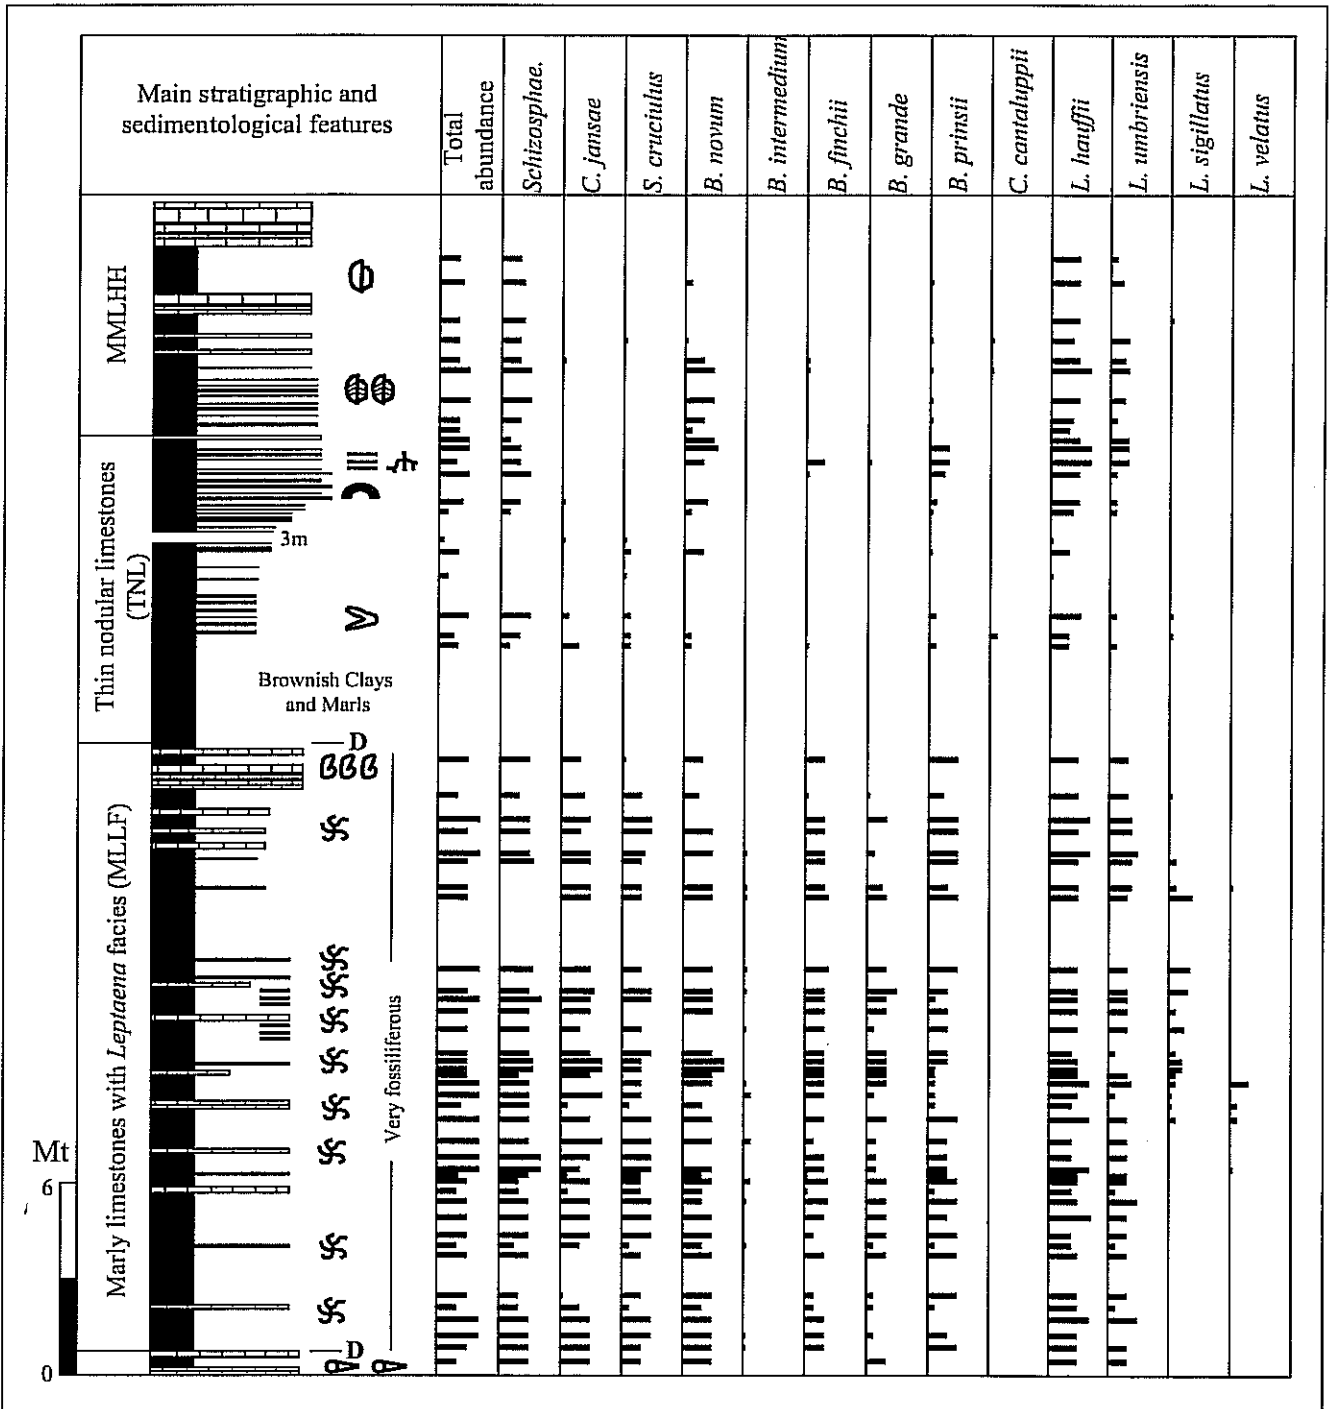 Main stratigraphic and
sedimentological features
Total
abundance
Schizosphae.
C. jansae
S. cruciulus
B. novum
B. intermedium
B. finchii
B. grande
B. prinsii
C. cantaluppii
L. hauffii
L. umbriensis
L. sigillatus
L. velatus
MMLHH
Thin nodular limestones
(TNL)
3m
Brownish Clays
and Marls
D
Marly limestones with Leptaena facies (MLLF)
Very fossiliferous
Mt
6
D
0